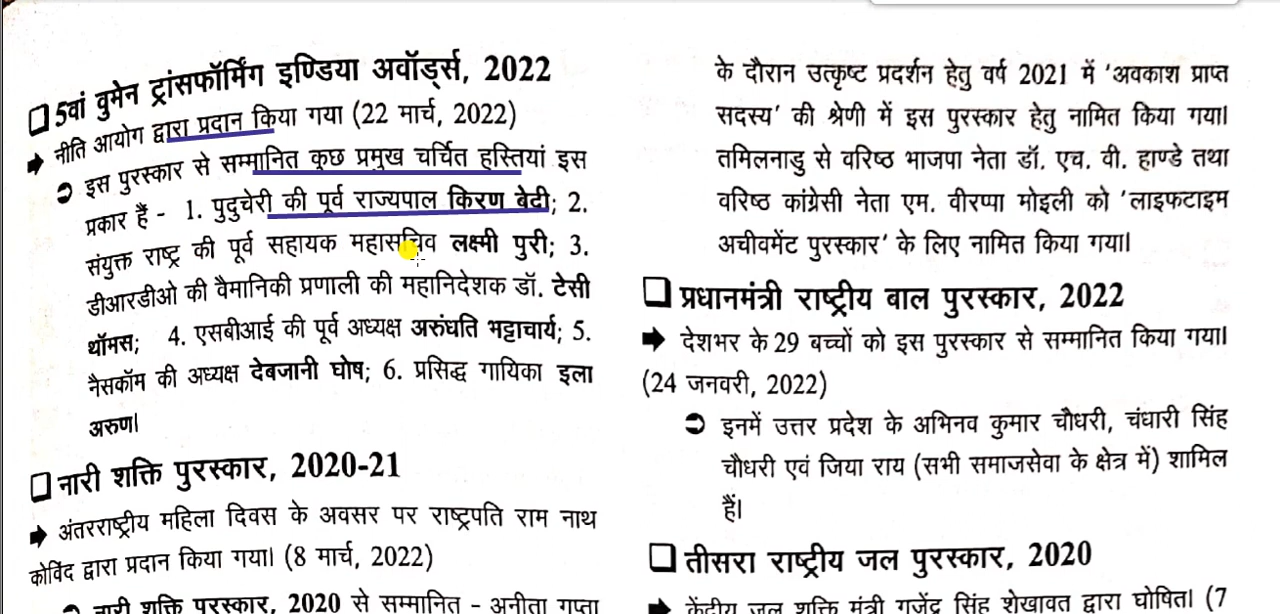 ❑ 5वां वुमेन ट्रांसफॉर्मिंग इण्डिया अवॉर्ड्स, 2022
➡ नीति आयोग द्वारा प्रदान किया गया (22 मार्च, 2022)
➲ इस पुरस्कार से सम्मानित कुछ प्रमुख चर्चित हस्तियां इस
प्रकार हैं - 1. पुदुचेरी की पूर्व राज्यपाल किरण बेदी; 2.
संयुक्त राष्ट्र की पूर्व सहायक महासचिव लक्ष्मी पुरी; 3.
डीआरडीओ की वैमानिकी प्रणाली की महानिदेशक डॉ. टेसी
थॉमस; 4. एसबीआई की पूर्व अध्यक्ष अरुंधति भट्टाचार्य; 5.
नैसकॉम की अध्यक्ष देबजानी घोष; 6. प्रसिद्ध गायिका इला
अरुण।
❑ नारी शक्ति पुरस्कार, 2020-21
➡ अंतरराष्ट्रीय महिला दिवस के अवसर पर राष्ट्रपति राम नाथ
कोविंद द्वारा प्रदान किया गया। (8 मार्च, 2022)
➲ नारी शक्ति पुरस्कार, 2020 से सम्मानित - अनीता गुप्ता
के दौरान उत्कृष्ट प्रदर्शन हेतु वर्ष 2021 में 'अवकाश प्राप्त
सदस्य' की श्रेणी में इस पुरस्कार हेतु नामित किया गया।
तमिलनाडु से वरिष्ठ भाजपा नेता डॉ. एच. वी. हाण्डे तथा
वरिष्ठ कांग्रेसी नेता एम. वीरप्पा मोइली को 'लाइफटाइम
अचीवमेंट पुरस्कार' के लिए नामित किया गया।
❑ प्रधानमंत्री राष्ट्रीय बाल पुरस्कार, 2022
➡ देशभर के 29 बच्चों को इस पुरस्कार से सम्मानित किया गया।
(24 जनवरी, 2022)
➲ इनमें उत्तर प्रदेश के अभिनव कुमार चौधरी, चंधारी सिंह
चौधरी एवं जिया राय (सभी समाजसेवा के क्षेत्र में) शामिल
हैं।
❑ तीसरा राष्ट्रीय जल पुरस्कार, 2020
➡ केंद्रीय जल शक्ति मंत्री गजेंद्र सिंह शेखावत द्वारा घोषित। (7